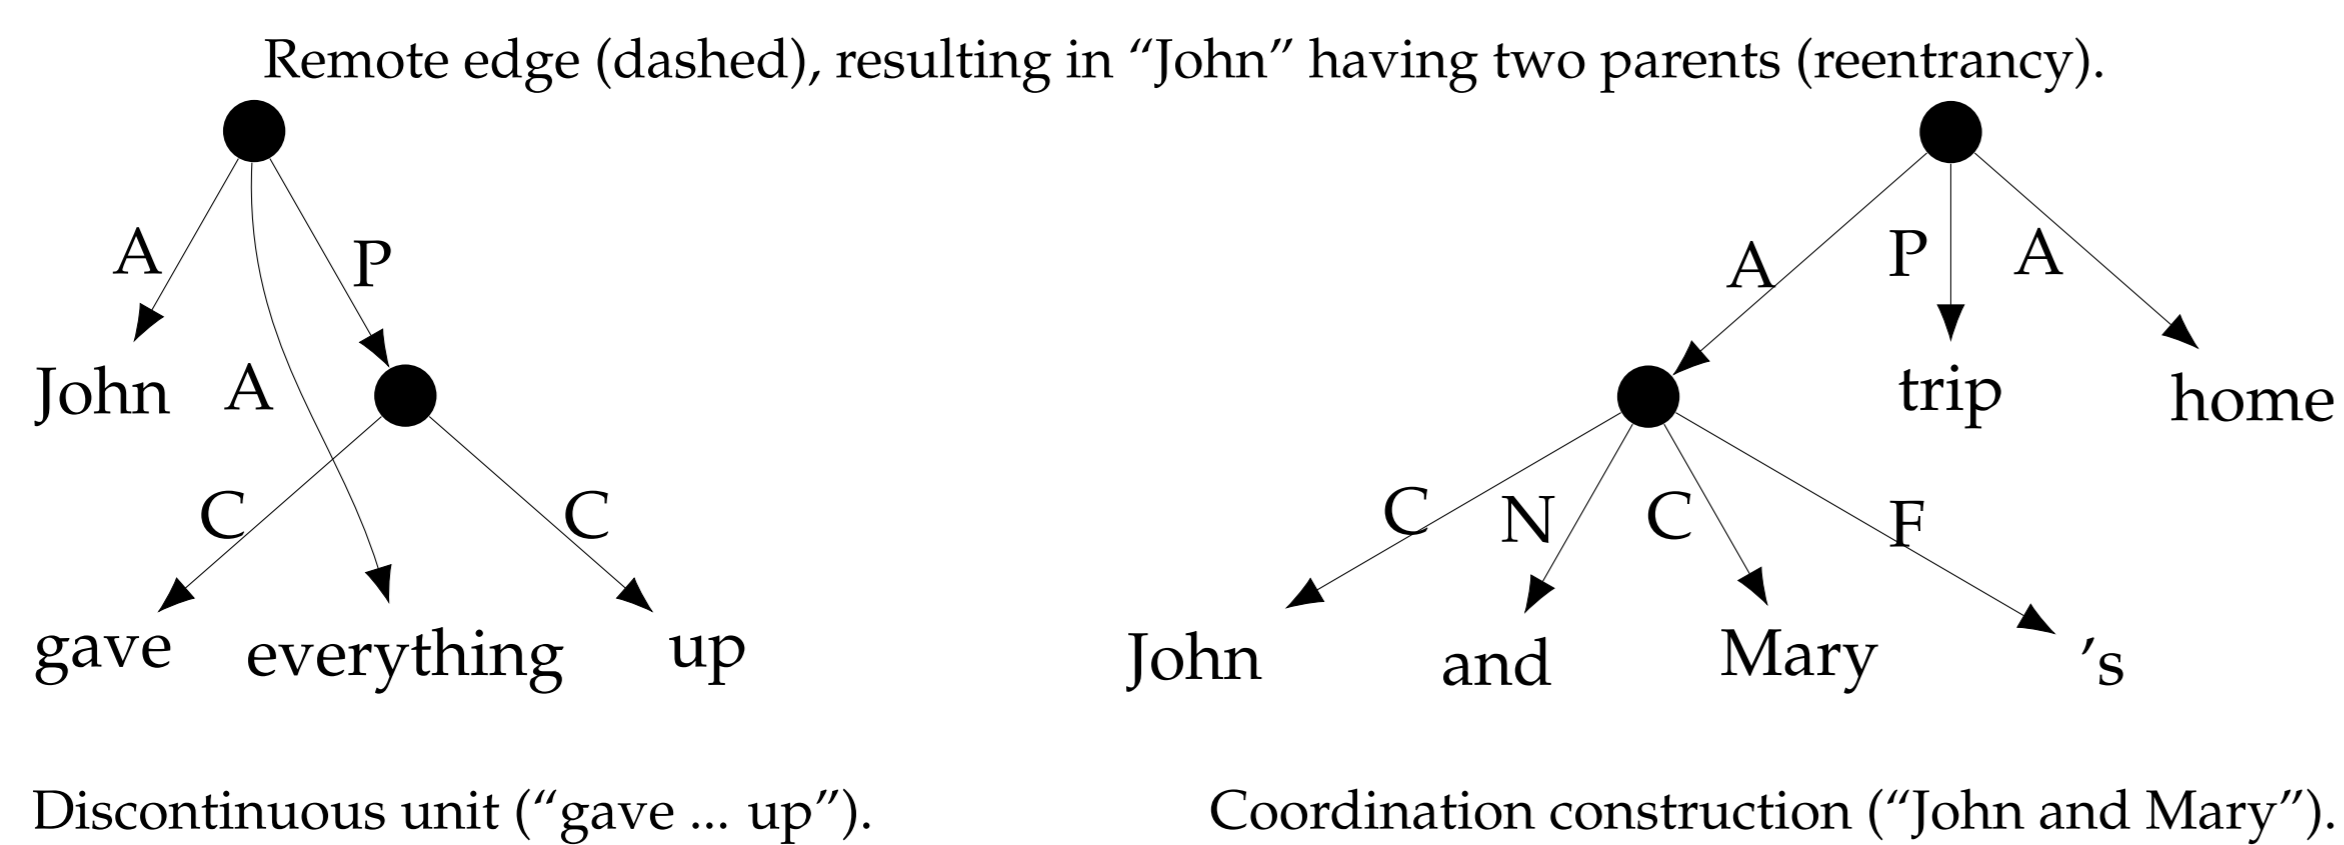 Remote edge (dashed), resulting in “John” having two parents (reentrancy).
A P A P A
John A trip home
C C C N C F
gave everything up John and Mary ’s
Discontinuous unit (“gave ... up”). Coordination construction (“John and Mary”).